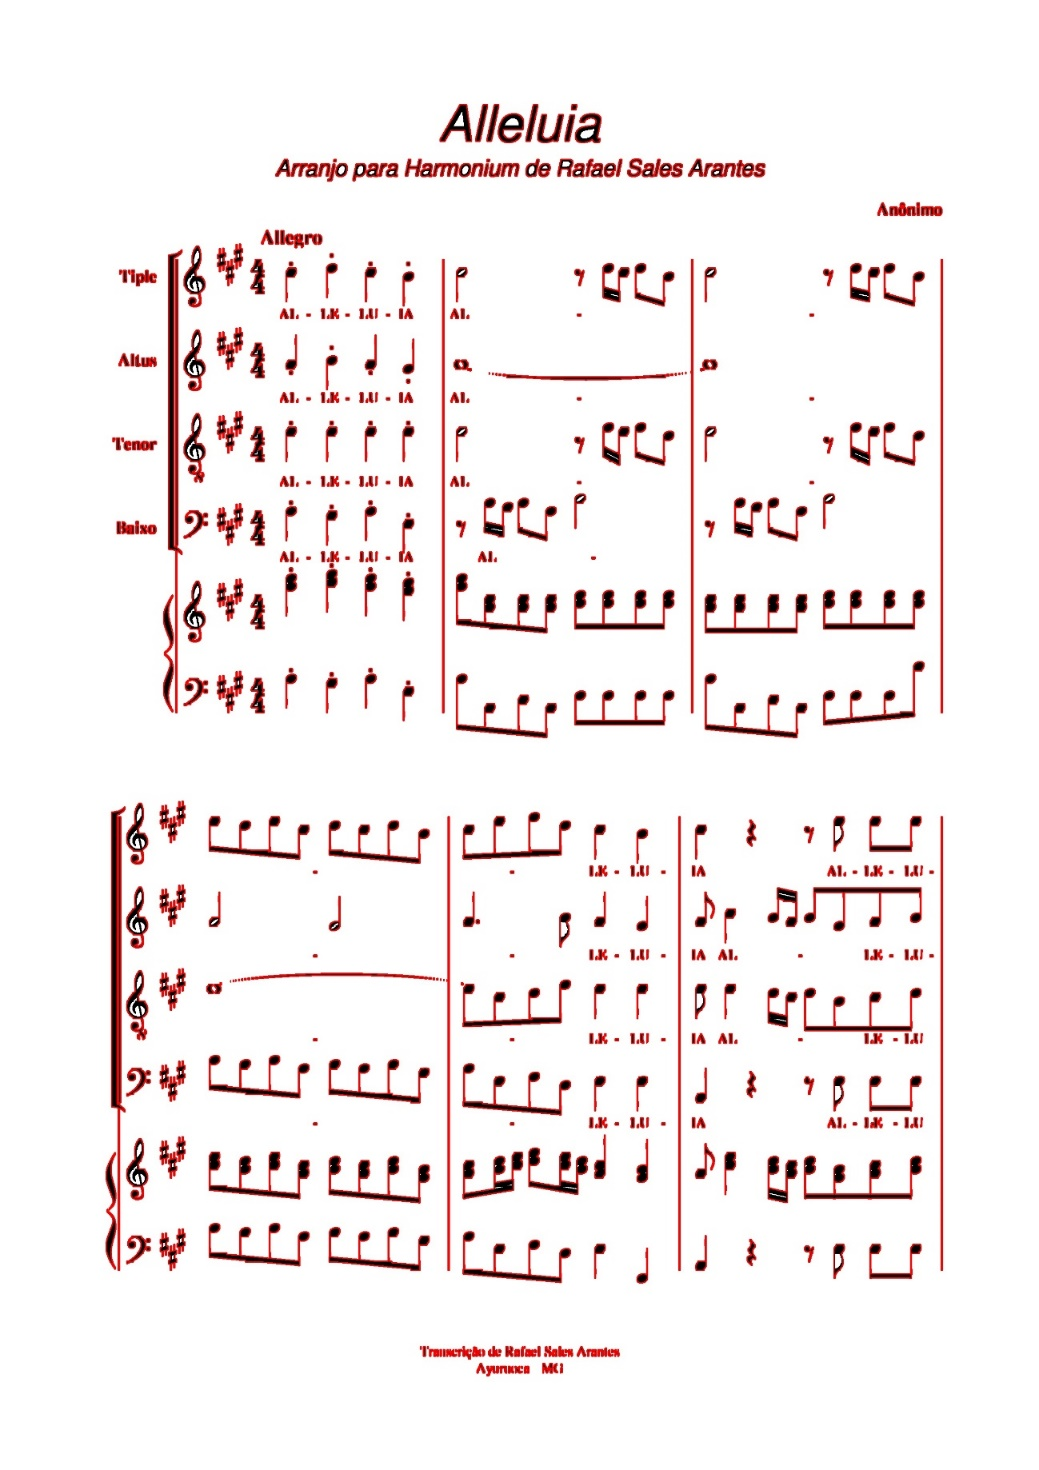 Alleluia
Arranjo para Harmonium de Rafael Sales Arantes
Anônimo
Allegro
Tiple
AL - LE - LU - IA AL - -
Altus
AL - LE - LU - IA AL - -
Tenor
AL - LE - LU - IA AL - -
Baixo
AL - LE - LU - IA AL -
- - LE - LU - IA AL - LE - LU -
- - LE - LU - IA AL - LE - LU -
- - LE - LU - IA AL - LE - LU
- - LE - LU - IA AL - LE - LU
Transcrição de Rafael Sales Arantes
Ayuruoca MG